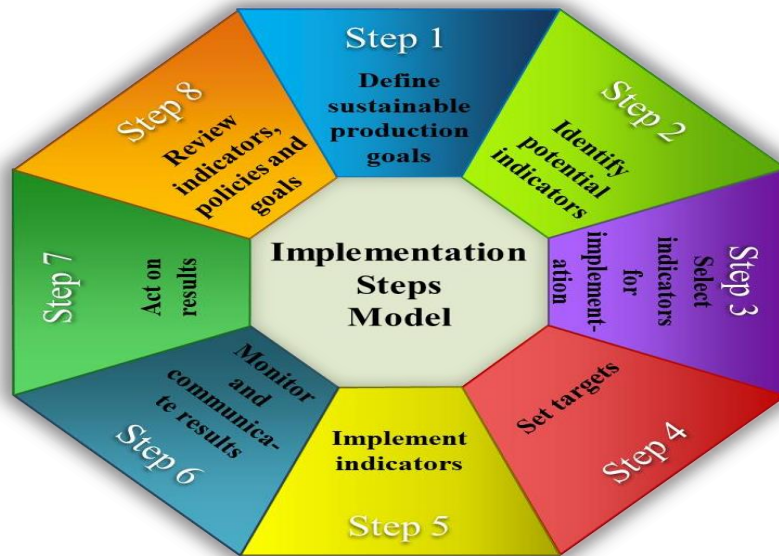 Step 1
Define
sustainable
production
goals
Step 2
Identify
potential
indicators
Step 3
Select
indicators
for
implement-
ation
Step 4
Set targets
Step 5
Implement
indicators
Step 6
Monitor
and
communica-
te results
Step 7
Act on
results
Step 8
Review
indicators,
policies and
goals
Implementation
Steps
Model